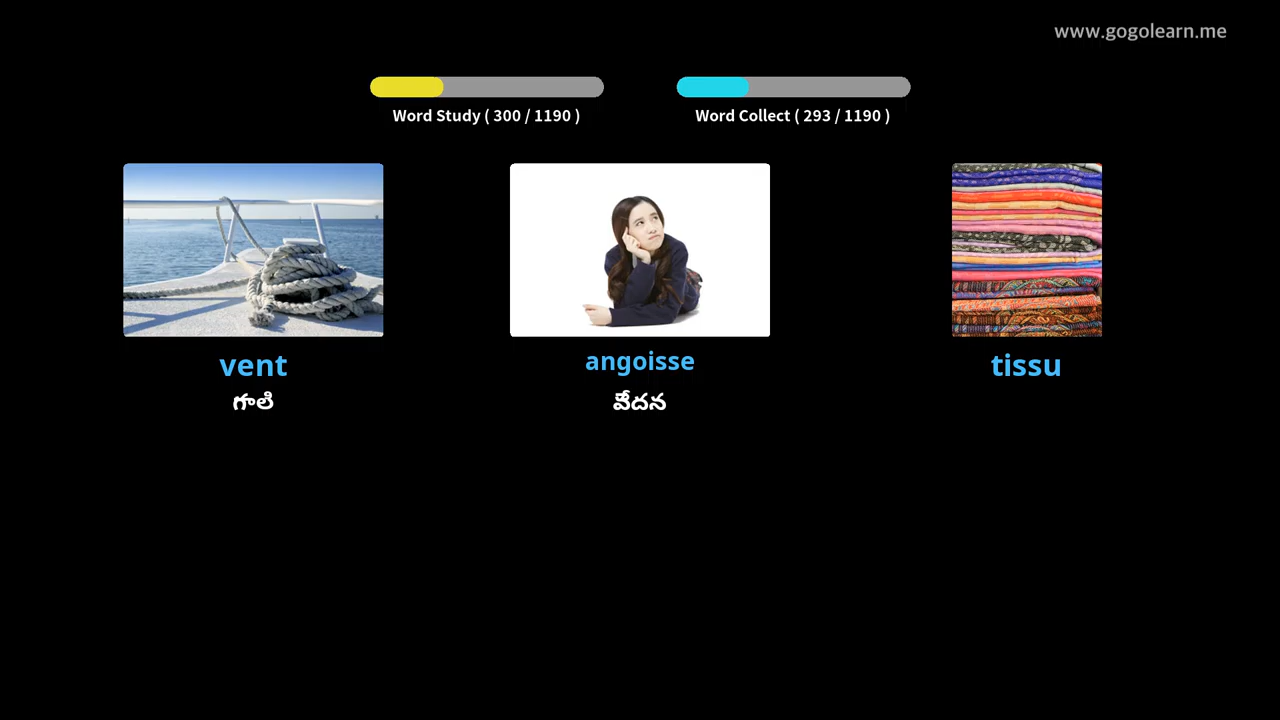 www.gogolearn.me
Word Study ( 300 / 1190 )
Word Collect ( 293 / 1190 )
vent
angoisse
tissu
గాలి
వేదన